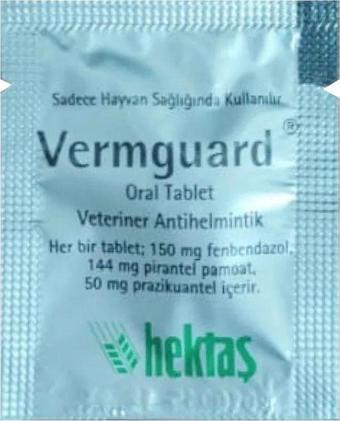 Sadece Hayvan Sağlığında Kullanılır.
Vermguard®
Oral Tablet
Veteriner Antihelmintik
Her bir tablet; 150 mg fenbendazol,
144 mg pirantel pamoat,
50 mg prazikuantel içerir.
hektaş